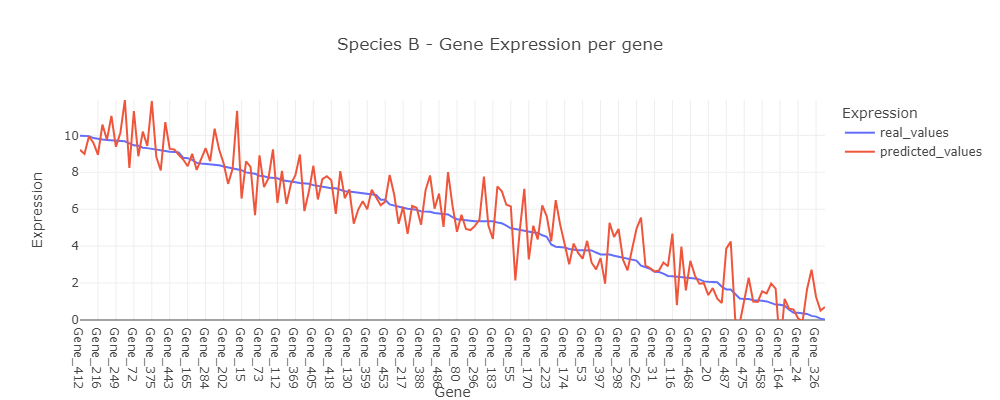 Species B - Gene Expression per gene
Expression
real_values
predicted_values
Expression
10
8
6
4
2
0
Gene_412
Gene_216
Gene_249
Gene_72
Gene_375
Gene_443
Gene_165
Gene_284
Gene_202
Gene_15
Gene_73
Gene_112
Gene_369
Gene_405
Gene_418
Gene_130
Gene_359
Gene_453
Gene_217
Gene_388
Gene_486
Gene_80
Gene_296
Gene_183
Gene_55
Gene_170
Gene_223
Gene_174
Gene_53
Gene_397
Gene_298
Gene_262
Gene_31
Gene_116
Gene_468
Gene_20
Gene_487
Gene_475
Gene_458
Gene_164
Gene_24
Gene_326
Gene